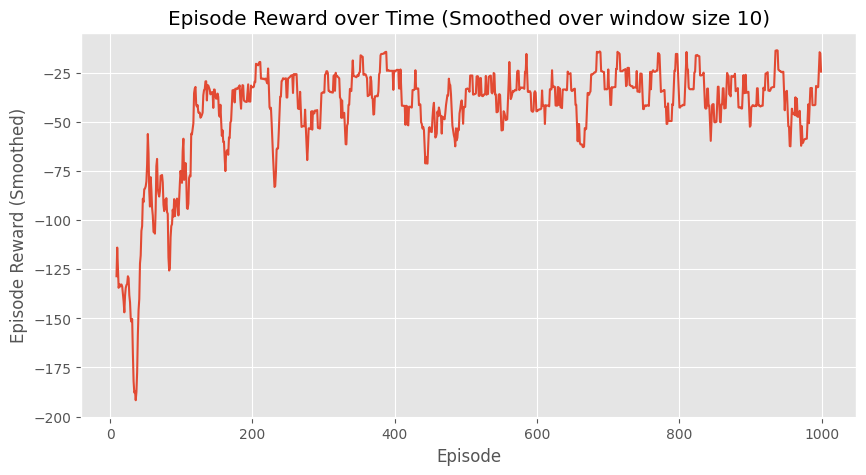 Episode Reward over Time (Smoothed over window size 10)
Episode Reward (Smoothed)
−25
−50
−75
−100
−125
−150
−175
−200
0 200 400 600 800 1000
Episode